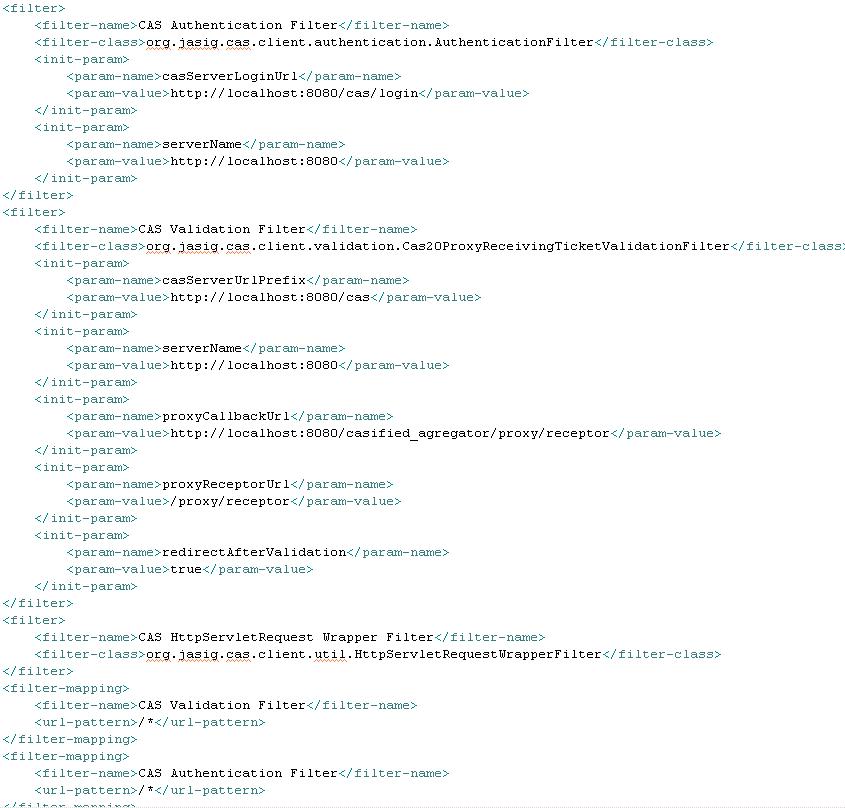 <filter>
<filter-name>CAS Authentication Filter</filter-name>
<filter-class>org.jasig.cas.client.authentication.AuthenticationFilter</filter-class>
<init-param>
<param-name>casServerLoginUrl</param-name>
<param-value>http://localhost:8080/cas/login</param-value>
</init-param>
<init-param>
<param-name>serverName</param-name>
<param-value>http://localhost:8080</param-value>
</init-param>
</filter>
<filter>
<filter-name>CAS Validation Filter</filter-name>
<filter-class>org.jasig.cas.client.validation.Cas20ProxyReceivingTicketValidationFilter</filter-class>
<init-param>
<param-name>casServerUrlPrefix</param-name>
<param-value>http://localhost:8080/cas</param-value>
</init-param>
<init-param>
<param-name>serverName</param-name>
<param-value>http://localhost:8080</param-value>
</init-param>
<init-param>
<param-name>proxyCallbackUrl</param-name>
<param-value>http://localhost:8080/casified_agregator/proxy/receptor</param-value>
</init-param>
<init-param>
<param-name>proxyReceptorUrl</param-name>
<param-value>/proxy/receptor</param-value>
</init-param>
<init-param>
<param-name>redirectAfterValidation</param-name>
<param-value>true</param-value>
</init-param>
</filter>
<filter>
<filter-name>CAS HttpServletRequest Wrapper Filter</filter-name>
<filter-class>org.jasig.cas.client.util.HttpServletRequestWrapperFilter</filter-class>
</filter>
<filter-mapping>
<filter-name>CAS Validation Filter</filter-name>
<url-pattern>/*</url-pattern>
</filter-mapping>
<filter-mapping>
<filter-name>CAS Authentication Filter</filter-name>
<url-pattern>/*</url-pattern>
</filter-mapping>